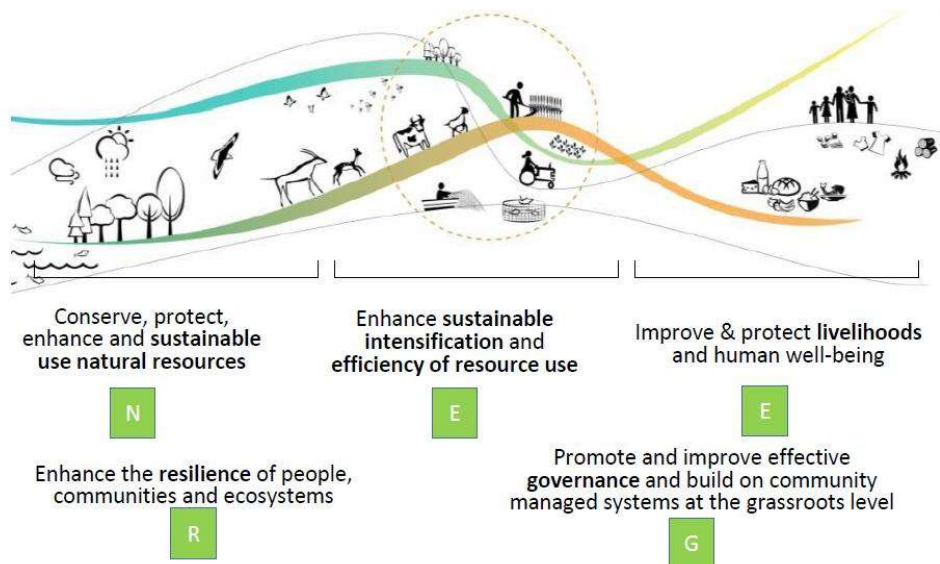 Conserve, protect,
enhance and sustainable
use natural resources
N
Enhance sustainable
intensification and
efficiency of resource use
E
Improve & protect livelihoods
and human well-being
E
Enhance the resilience of people,
communities and ecosystems
R
Promote and improve effective
governance and build on community
managed systems at the grassroots level
G